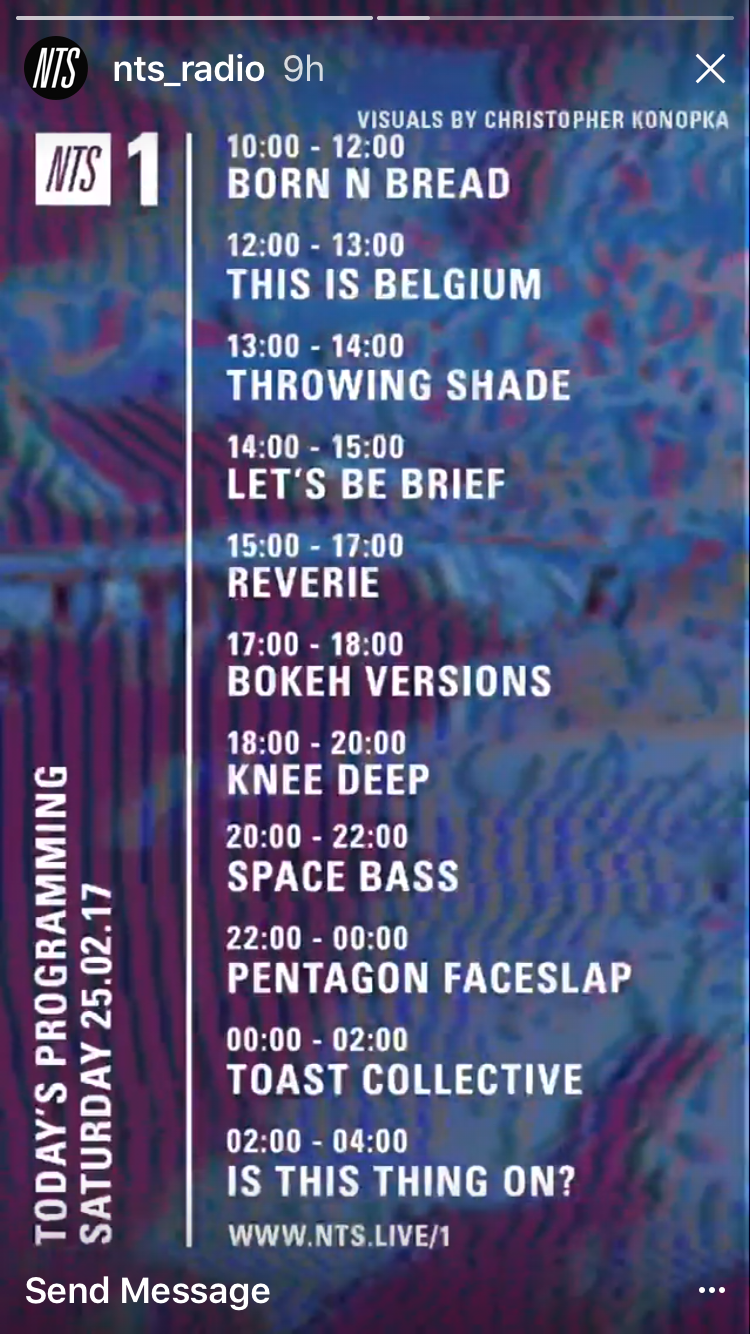 NTS
nts_radio 9h
VISUALS BY CHRISTOPHER KONOPKA
NTS 1
10:00 - 12:00
BORN N BREAD
12:00 - 13:00
THIS IS BELGIUM
13:00 - 14:00
THROWING SHADE
14:00 - 15:00
LET'S BE BRIEF
15:00 - 17:00
REVERIE
17:00 - 18:00
BOKEH VERSIONS
18:00 - 20:00
KNEE DEEP
20:00 - 22:00
SPACE BASS
22:00 - 00:00
PENTAGON FACESLAP
00:00 - 02:00
TOAST COLLECTIVE
02:00 - 04:00
IS THIS THING ON?
WWW.NTS.LIVE/1
TODAY'S PROGRAMMING
SATURDAY 25.02.17
Send Message